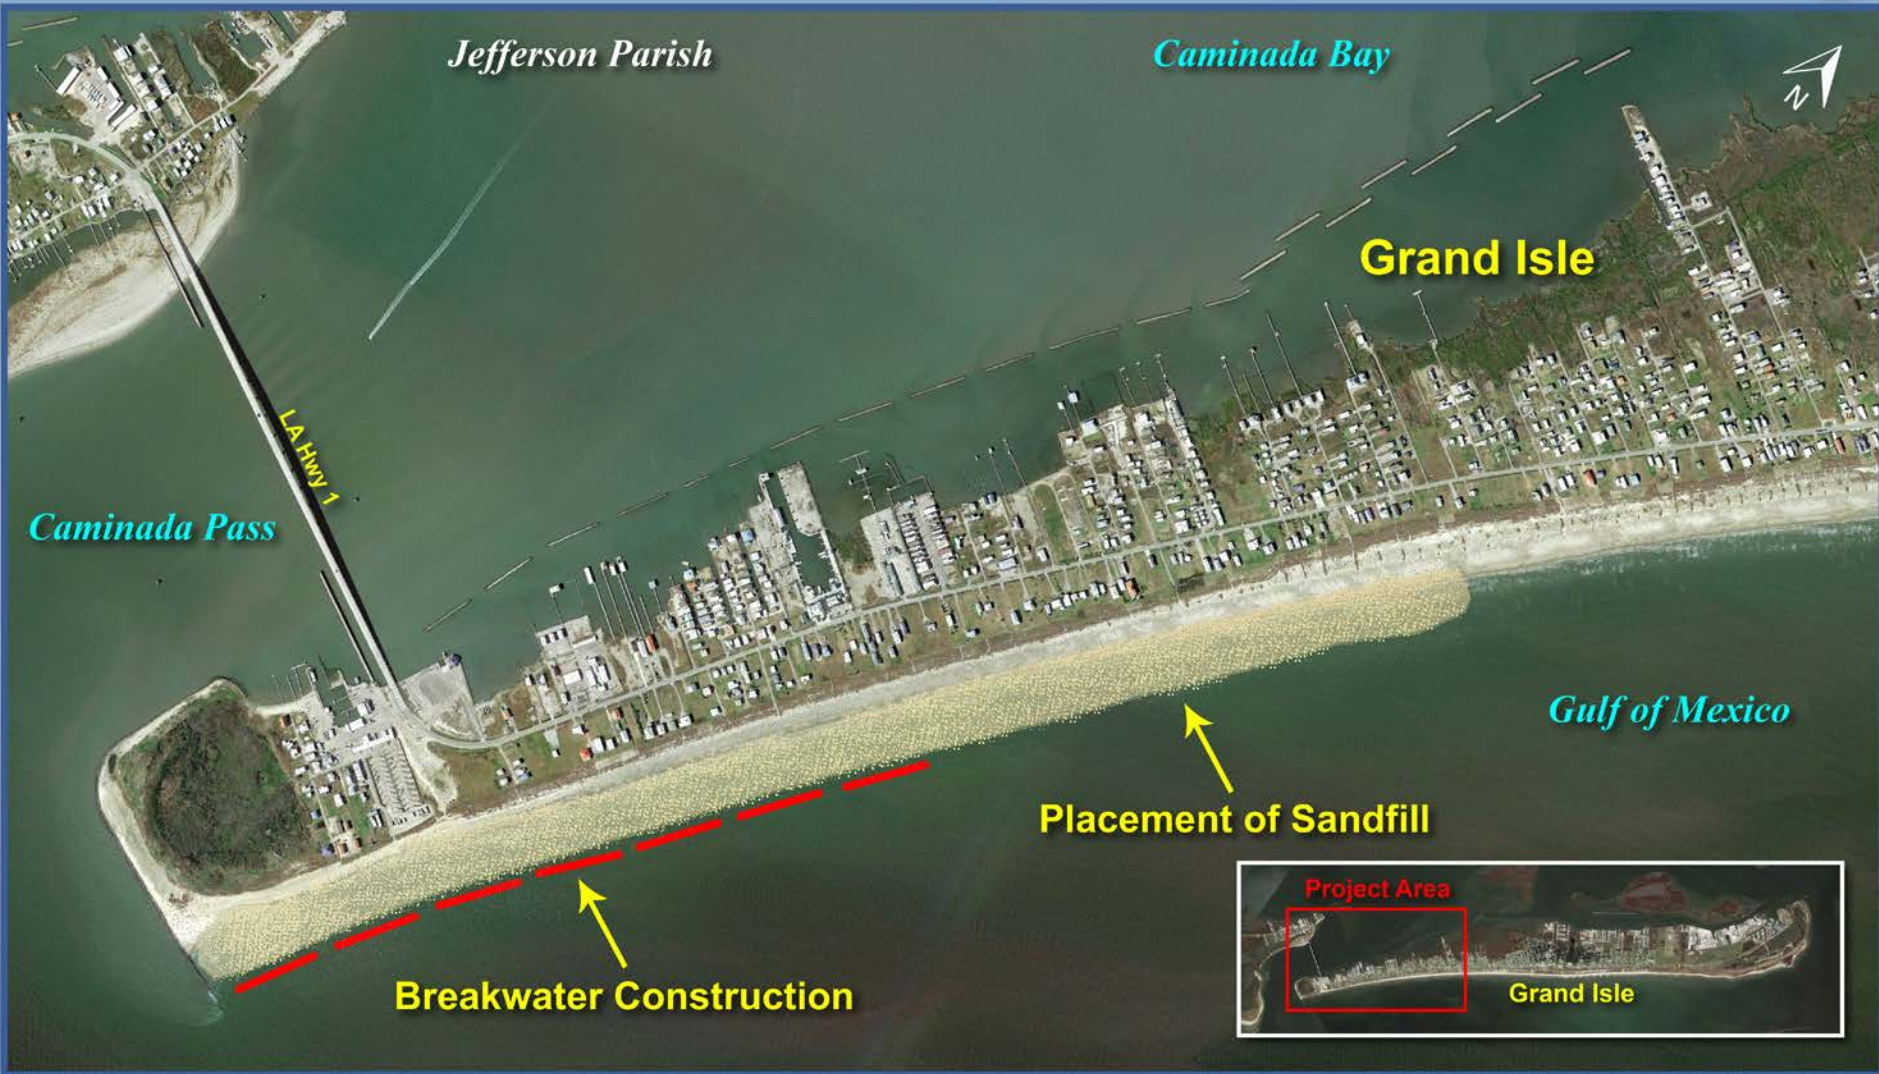 Jefferson Parish
Caminada Bay
N
Grand Isle
LA Hwy 1
Caminada Pass
Gulf of Mexico
Placement of Sandfill
Breakwater Construction
Project Area
Grand Isle